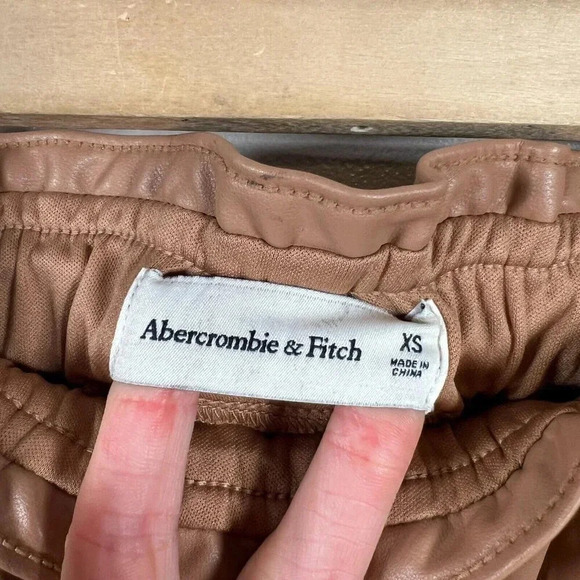 Abercrombie & Fitch
XS
MADE IN
CHINA